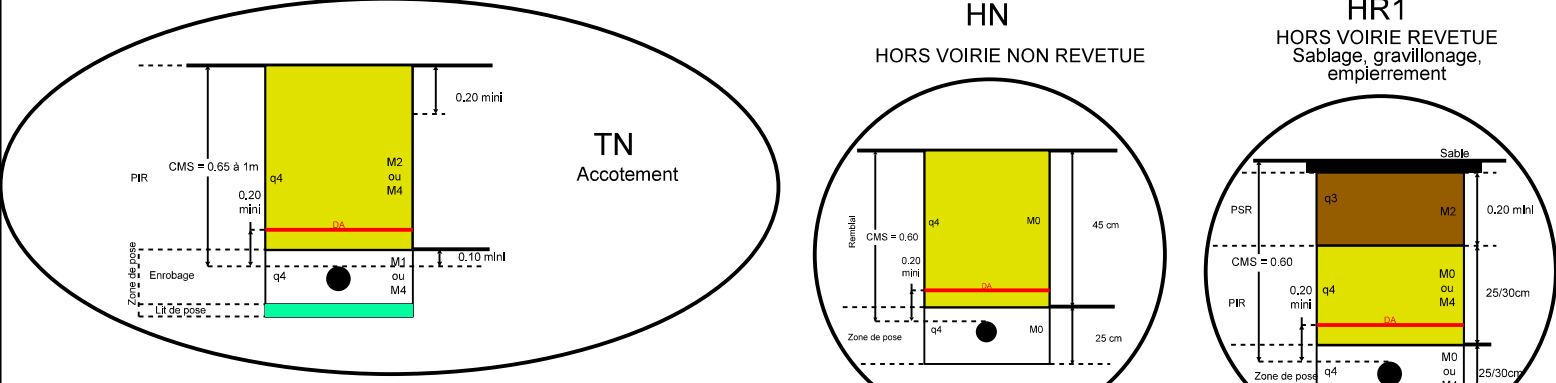 TN
Accotement
0.20 mini
CMS = 0.65 à 1m
PIR
q4
M2
ou
M4
0.20
mini
DA
0.10 mini
Zone de pose
Enrobage
q4
M1
ou
M4
Lit de pose
HN
HORS VOIRIE NON REVETUE
Remblai
q4
M0
45 cm
CMS = 0.60
0.20
mini
DA
Zone de pose
q4
M0
25 cm
HR1
HORS VOIRIE REVETUE
Sablage, gravillonage,
empierrement
Sable
q3
PSR
M2
0.20 mini
CMS = 0.60
PIR
0.20
mini
q4
M0
ou
M4
25/30cm
DA
Zone de pose
q4
M0
ou
25/30cm